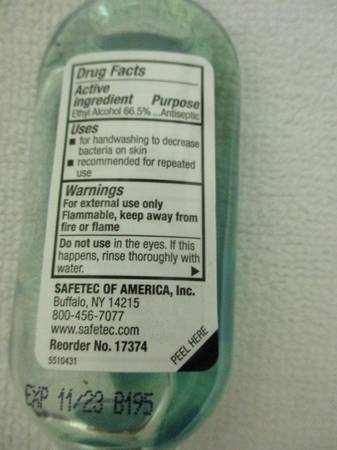 Drug Facts
Active
ingredient Purpose
Ethyl Alcohol 66.5% ...Antiseptic
Uses
■ for handwashing to decrease
bacteria on skin
■ recommended for repeated
use
Warnings
For external use only
Flammable, keep away from
fire or flame
Do not use in the eyes. If this
happens, rinse thoroughly with
water. ▶
SAFETEC OF AMERICA, Inc.
Buffalo, NY 14215
800-456-7077
www.safetec.com
Reorder No. 17374
5510431
PEEL HERE
EXP 11/23 B195